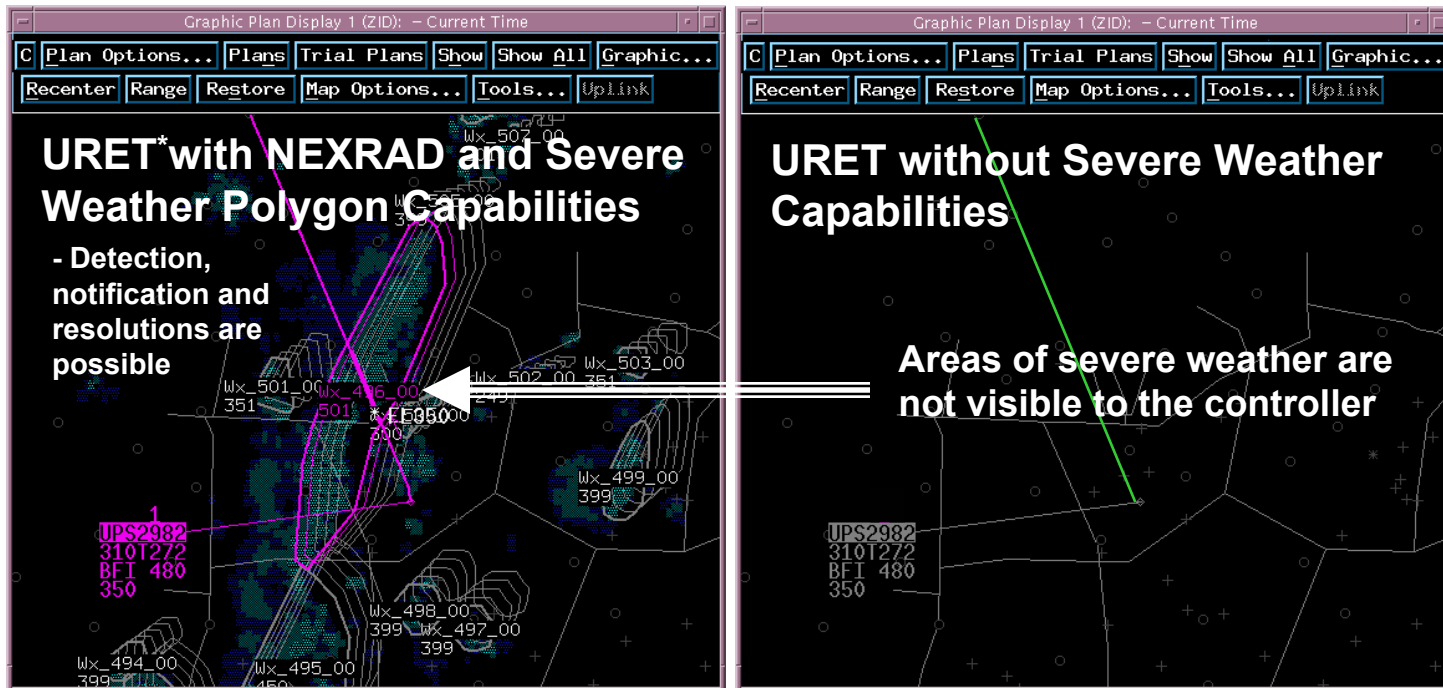 Graphic Plan Display 1 (ZID): – Current Time
C Plan Options... Plans Trial Plans Show Show All Graphic...
Recenter Range Restore Map Options... Tools... Uplink
Wx_507_00
URET*with NEXRAD and Severe
Weather Polygon Capabilities
- Detection,
notification and
resolutions are
possible
Wx_503_00
351
Wx_502_00
Wx_501_00
351
Wx_496_00
501
FL350
300
Wx_499_00
399
1
UPS2982
310T272
BFI 480
350
Wx_498_00
399
Wx_497_00
399
Wx_494_00
399
Wx_495_00
Graphic Plan Display 1 (ZID): – Current Time
C Plan Options... Plans Trial Plans Show Show All Graphic...
Recenter Range Restore Map Options... Tools... Uplink
URET without Severe Weather
Capabilities
Areas of severe weather are
not visible to the controller
UPS2982
310T272
BFI 480
350